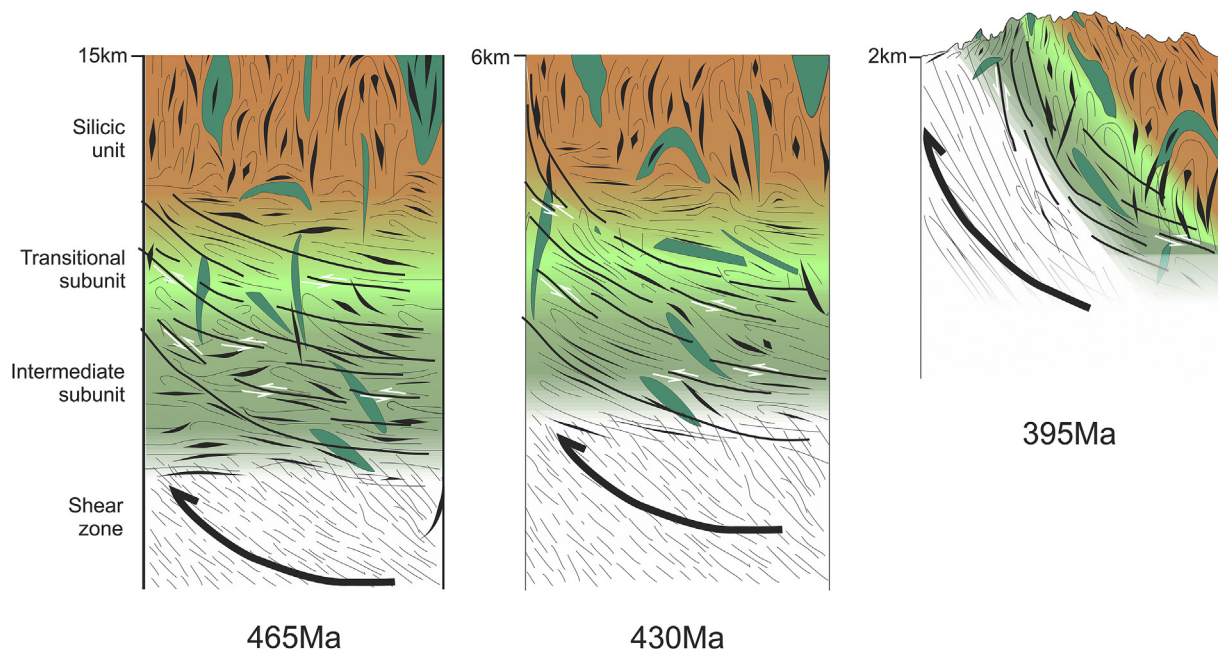 15km
Silicic
unit
Transitional
subunit
Intermediate
subunit
Shear
zone
465Ma
6km
430Ma
2km
395Ma